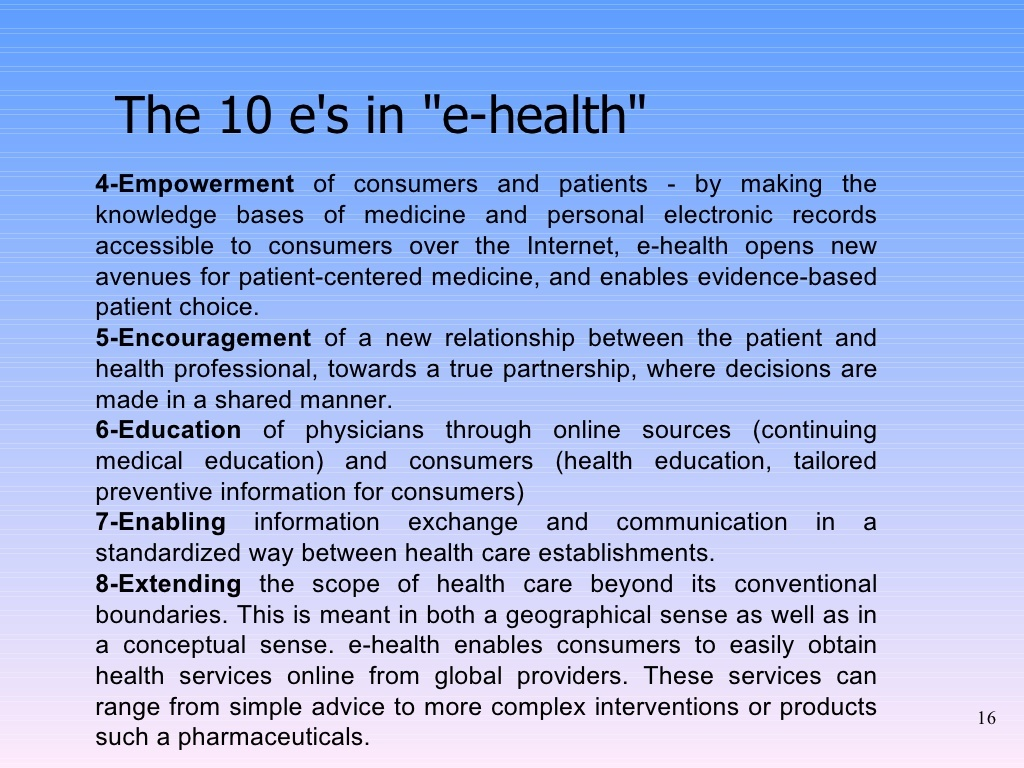 The 10 e's in "e-health"
4-Empowerment of consumers and patients - by making the
knowledge bases of medicine and personal electronic records
accessible to consumers over the Internet, e-health opens new
avenues for patient-centered medicine, and enables evidence-based
patient choice.
5-Encouragement of a new relationship between the patient and
health professional, towards a true partnership, where decisions are
made in a shared manner.
6-Education of physicians through online sources (continuing
medical education) and consumers (health education, tailored
preventive information for consumers)
7-Enabling information exchange and communication in a
standardized way between health care establishments.
8-Extending the scope of health care beyond its conventional
boundaries. This is meant in both a geographical sense as well as in
a conceptual sense. e-health enables consumers to easily obtain
health services online from global providers. These services can
range from simple advice to more complex interventions or products
such a pharmaceuticals.
16